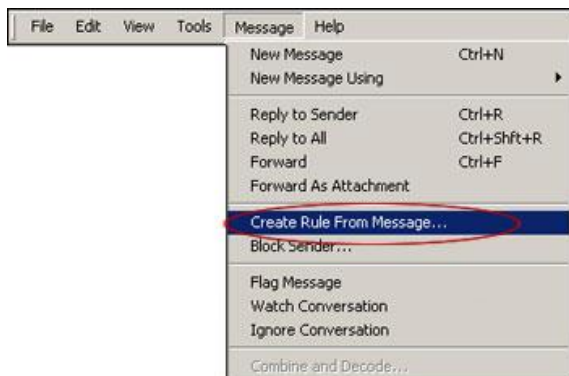 File Edit View Tools Message Help
New Message Ctrl+N
New Message Using
Reply to Sender Ctrl+R
Reply to All Ctrl+Shft+R
Forward Ctrl+F
Forward As Attachment
Create Rule From Message...
Block Sender...
Flag Message
Watch Conversation
Ignore Conversation
Combine and Decode...